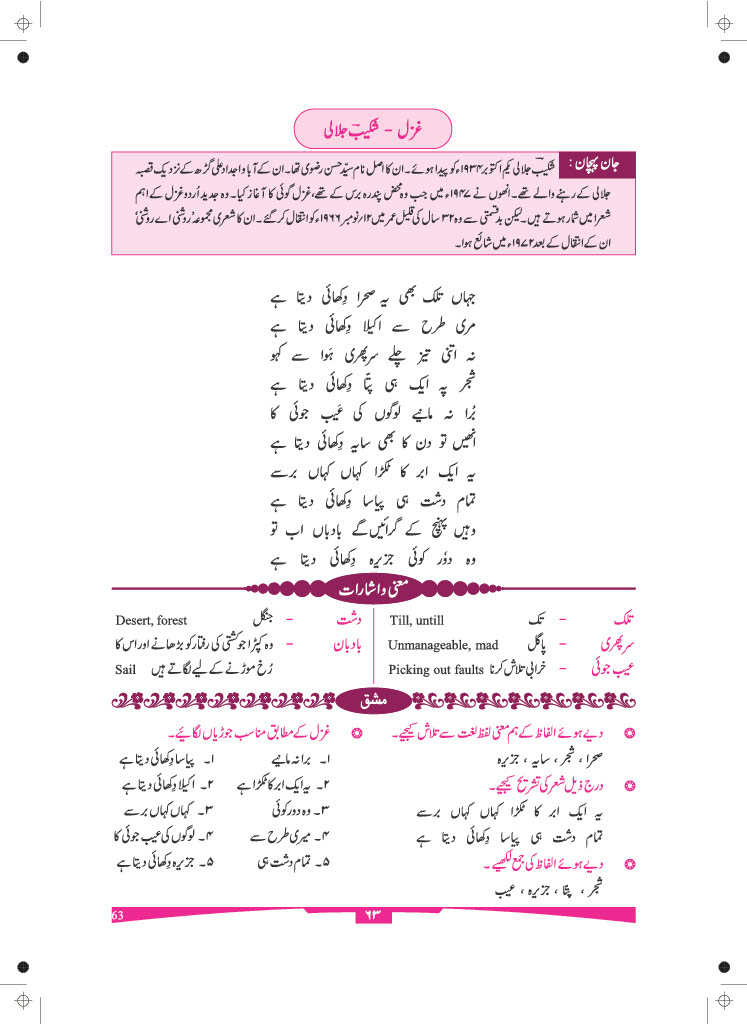 غزل - شکیبؔ جلالی
جان پہچان : شکیبؔ جلالی یکم اکتوبر ۱۹۳۴ء کو پیدا ہوئے۔ ان کا اصل نام سیّد حسن رضوی تھا۔ ان کے آبا و اجداد علی گڑھ کے نزدیک قصبہ
جلالی کے رہنے والے تھے۔ انھوں نے ۱۹۴۷ء میں جب وہ محض پندرہ برس کے تھے، غزل گوئی کا آغاز کیا۔ وہ جدید اُردو غزل کے اہم
شعرا میں شمار ہوتے ہیں۔ لیکن بدقسمتی سے وہ ۳۲ سال کی قلیل عمر میں ۱۲؍نومبر ۱۹۶۶ء کو انتقال کر گئے۔ ان کا شعری مجموعہ ’روشنی اے روشنی‘
ان کے انتقال کے بعد ۱۹۷۲ء میں شائع ہوا۔
جہاں تلک بھی یہ صحرا دِکھائی دیتا ہے
مری طرح سے اکیلا دِکھائی دیتا ہے
نہ اتنی تیز چلے سرپھری ہَوا سے کہو
شجر پہ ایک ہی پتّا دِکھائی دیتا ہے
بُرا نہ مانیے لوگوں کی عَیب جوئی کا
انھیں تو دن کا بھی سایہ دِکھائی دیتا ہے
یہ ایک ابر کا ٹکڑا کہاں کہاں برسے
تمام دشت ہی پیاسا دِکھائی دیتا ہے
وہیں پہنچ کے گرائیں گے بادباں اب تو
وہ دوٗر کوئی جزیرہ دِکھائی دیتا ہے
معنی و اشارات
تلک - تک Till, untill
سرپھری - پاگل Unmanageable, mad
عیب جوئی - خرابی تلاش کرنا Picking out faults
دشت - جنگل Desert, forest
بادبان - وہ کپڑا جو کشتی کی رفتار کو بڑھانے اور اس کا
رُخ موڑنے کے لیے لگاتے ہیں Sail
مشق
دیے ہوئے الفاظ کے ہم معنی لفظ لغت سے تلاش کیجیے۔
صحرا ، شجر ، سایہ ، جزیرہ
درج ذیل شعر کی تشریح کیجیے۔
یہ ایک ابر کا ٹکڑا کہاں کہاں برسے
تمام دشت ہی پیاسا دِکھائی دیتا ہے
دیے ہوئے الفاظ کی جمع لکھیے۔
شجر ، پتّا ، جزیرہ ، عیب
غزل کے مطابق مناسب جوڑیاں لگائیے۔
۱۔ برا نہ مانیے ۱۔ پیاسا دِکھائی دیتا ہے
۲۔ یہ ایک ابر کا ٹکڑا ہے ۲۔ اکیلا دِکھائی دیتا ہے
۳۔ وہ دور کوئی ۳۔ کہاں کہاں برسے
۴۔ میری طرح سے ۴۔ لوگوں کی عیب جوئی کا
۵۔ تمام دشت ہی ۵۔ جزیرہ دِکھائی دیتا ہے
63 ۶۳